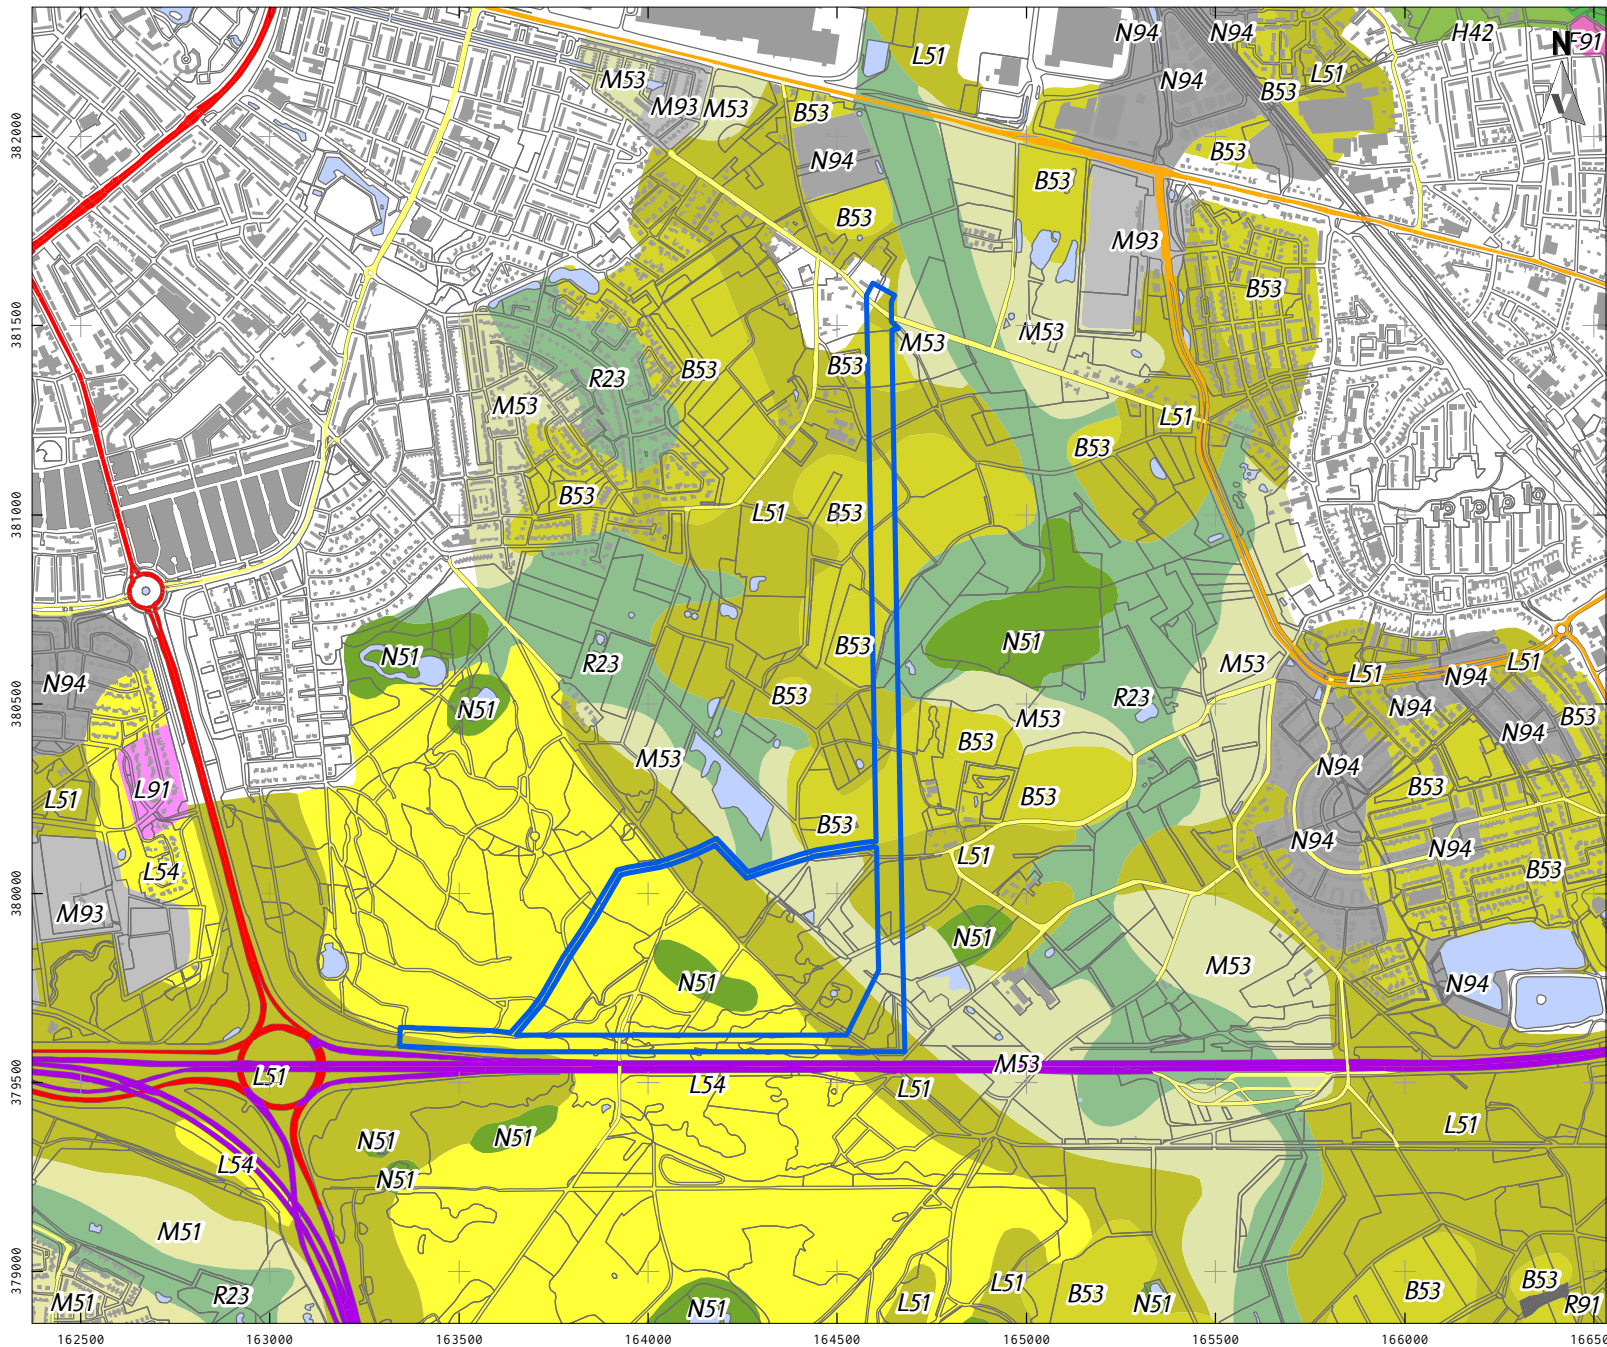 N94 N94 H42
N F91
L51 N94 L51
M53 B53
M93 M53 B53
N94 B53
B53
B53
M93
B53
M53 M53
B53 B53
R23
M53
L51
B53
B53 L51 B53
N51 N51
B53
R23 M53
N94 L51 N94 L51
N51 B53 R23
M53 N94 B53
B53 N94
M53 N94
L91 B53 B53
L51 B53
N94 N94
L54 L51 B53
M93
N51
M53
N51 N94
M53
L51 L54 L51
L51
N51 N51
L54 N51
M51
L51 B53
R23 B53 N51 B53
M51 N51 L51 R91
382000
381500
381000
380500
380000
379500
379000
162500 163000 163500 164000 164500 165000 165500 166000 16650